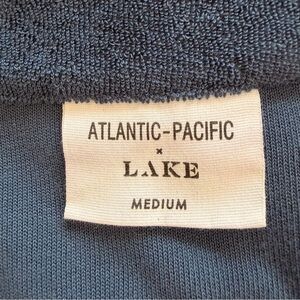 ATLANTIC-PACIFIC
×
LAKE
MEDIUM